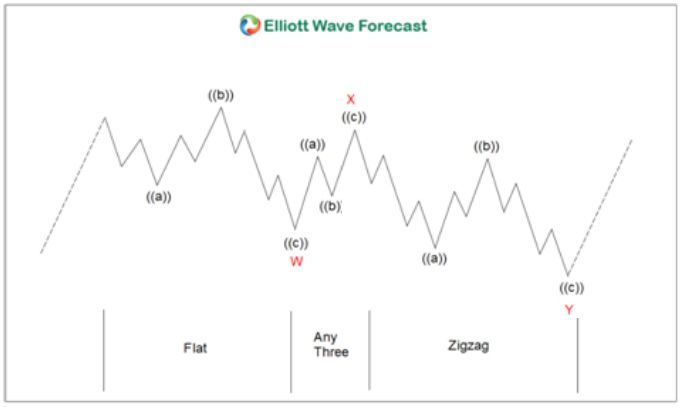 Elliott Wave Forecast
((b))
X
((c))
((a))
((b))
((a))
((b)
((c))
W
((a))
((c))
Y
Flat
Any
Three
Zigzag